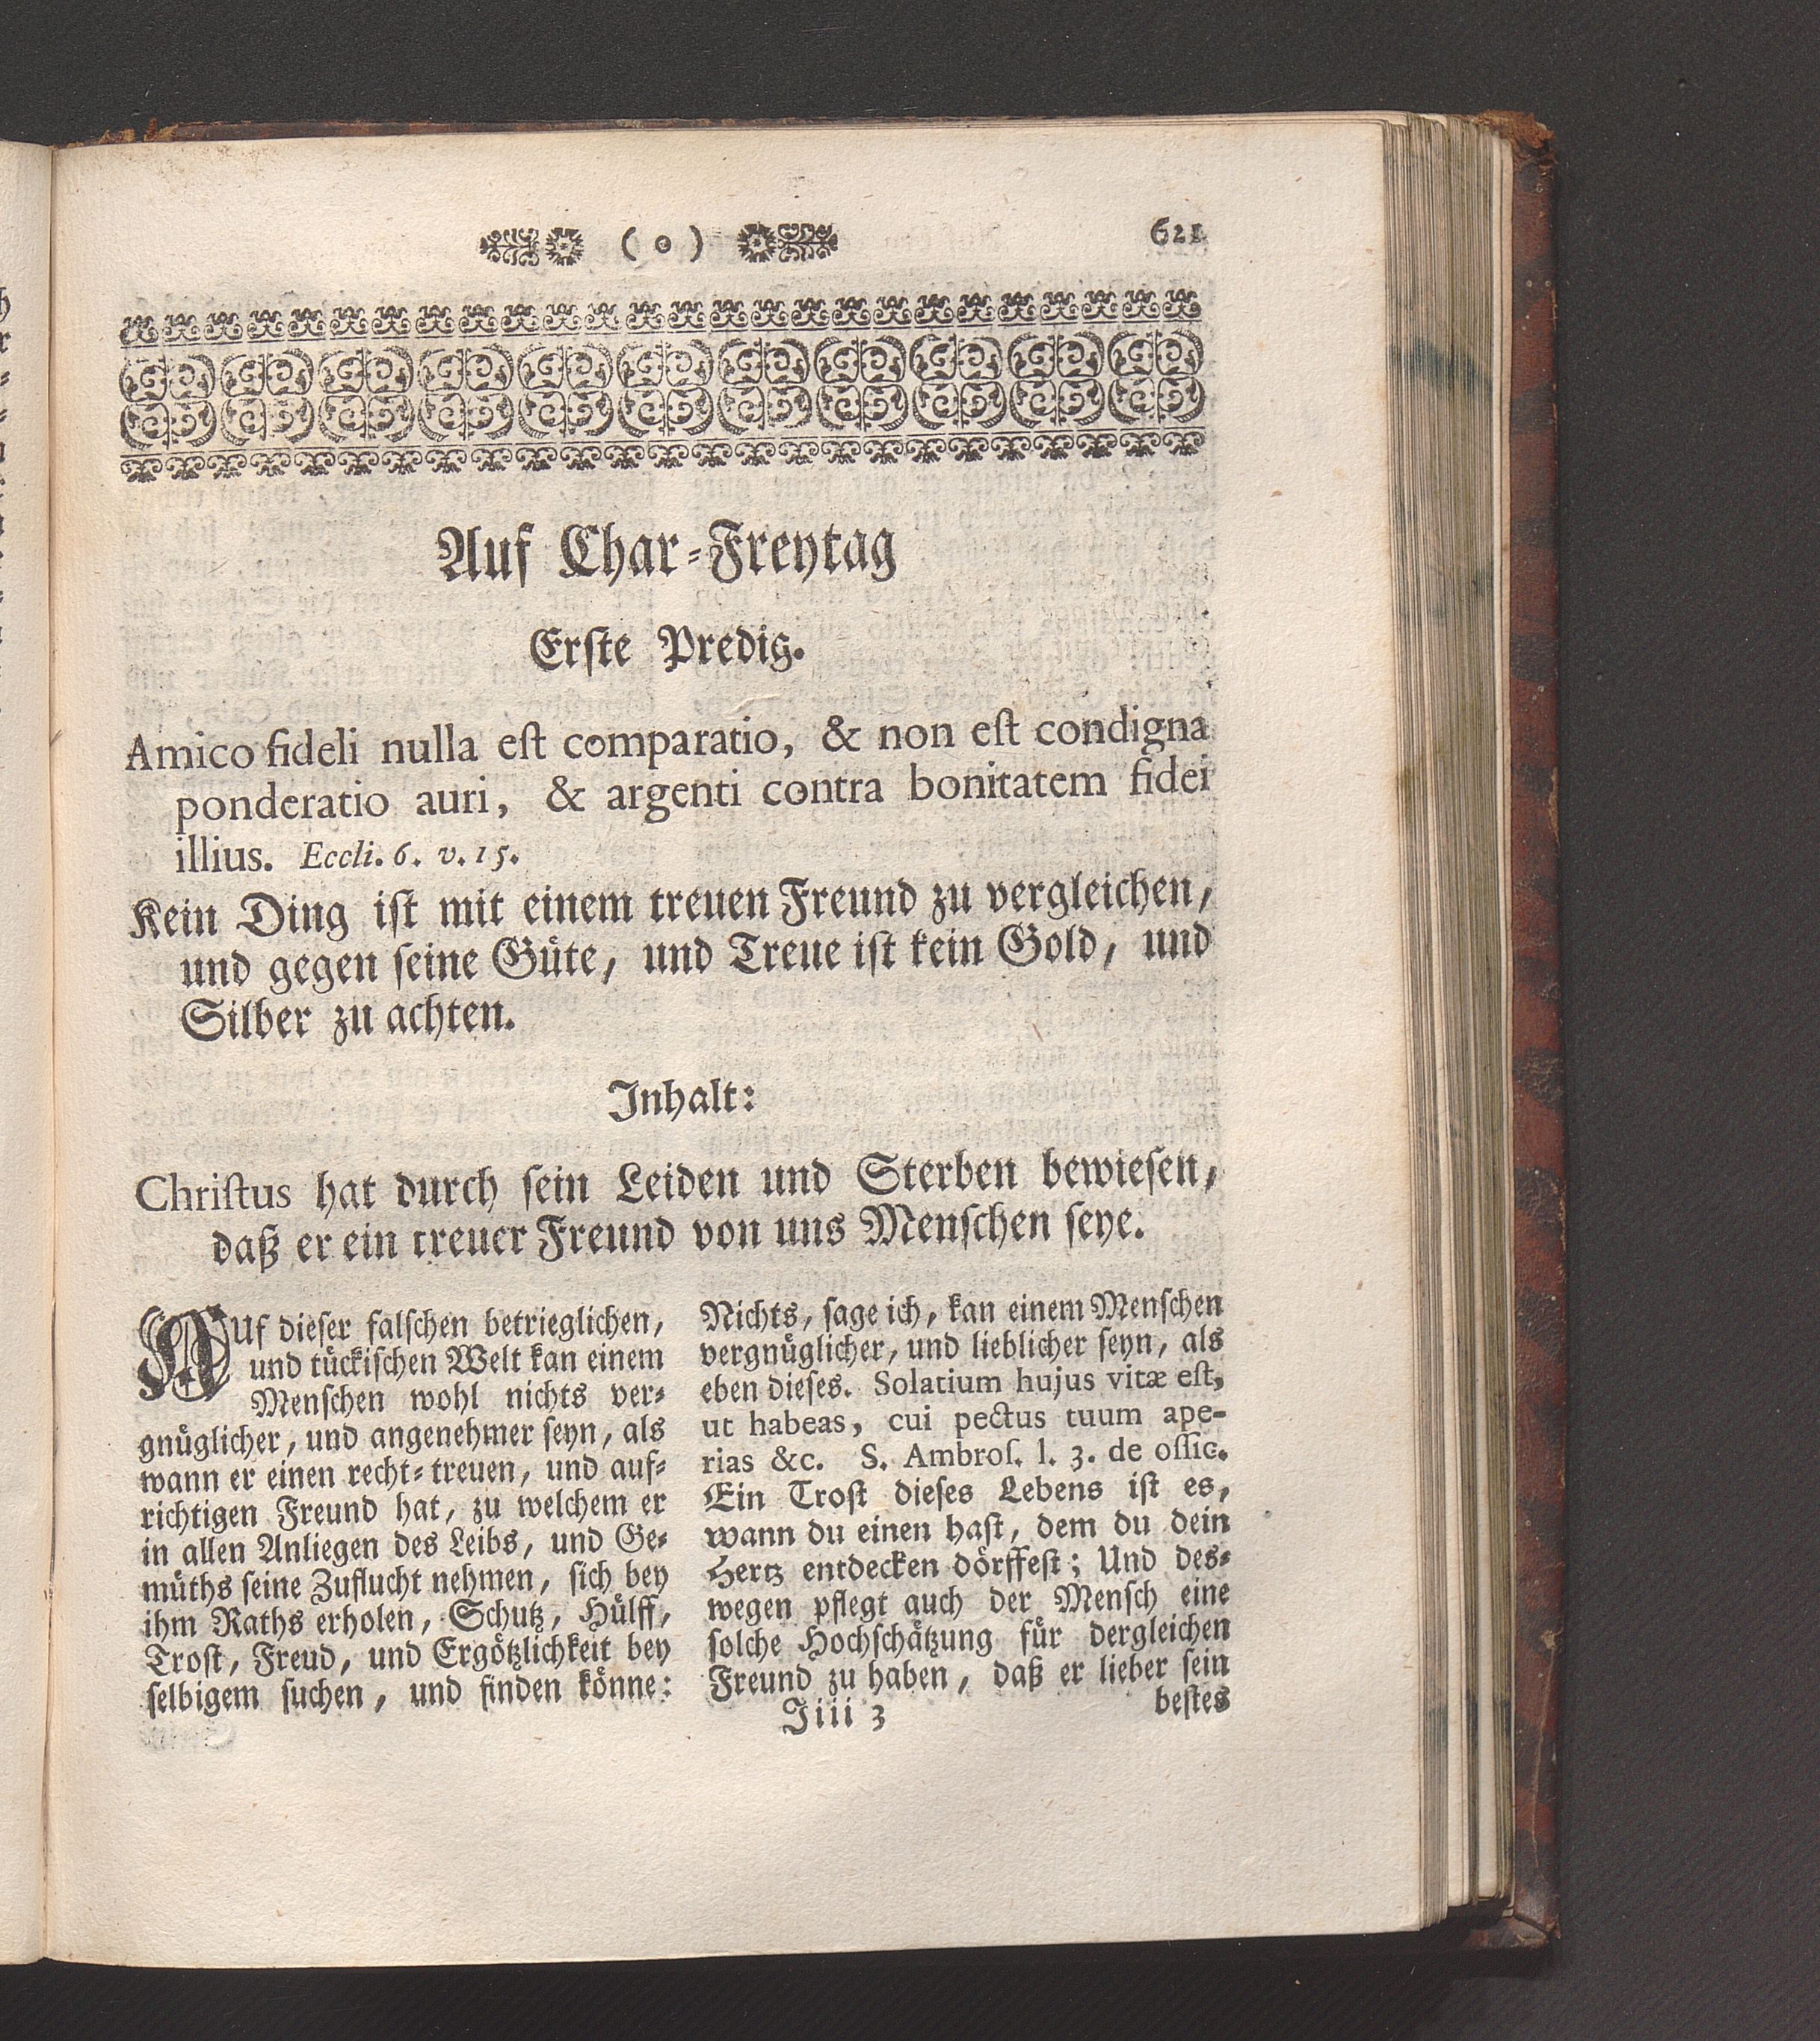 ( o ) 621
Auf Char-Freytag
Erste Predig.
Amico fideli nulla est comparatio, & non est condigna
ponderatio auri, & argenti contra bonitatem fidei
illius. Eccli. 6. v. 15.
Kein Ding ist mit einem treuen Freund zu vergleichen,
und gegen seine Güte, und Treue ist kein Gold, und
Silber zu achten.
Inhalt:
Christus hat durch sein Leiden und Sterben bewiesen,
daß er ein treuer Freund von uns Menschen seye.
AUf dieser falschen betrieglichen,
und tückischen Welt kan einem
Menschen wohl nichts ver-
gnüglicher, und angenehmer seyn, als
wann er einen recht-treuen, und auf-
richtigen Freund hat, zu welchem er
in allen Anliegen des Leibs, und Ge-
müths seine Zuflucht nehmen, sich bey
ihm Raths erholen, Schutz, Hülff,
Trost, Freud, und Ergötzlichkeit bey
selbigem suchen, und finden könne:
Nichts, sage ich, kan einem Menschen
vergnüglicher, und lieblicher seyn, als
eben dieses. Solatium hujus vitæ est,
ut habeas, cui pectus tuum ape-
rias &c. S. Ambros. l. 3. de offic.
Ein Trost dieses Lebens ist es,
wann du einen hast, dem du dein
Hertz entdecken dörffest; Und des-
wegen pflegt auch der Mensch eine
solche Hochschätzung für dergleichen
Freund zu haben, daß er lieber sein
Jiii 3 bestes